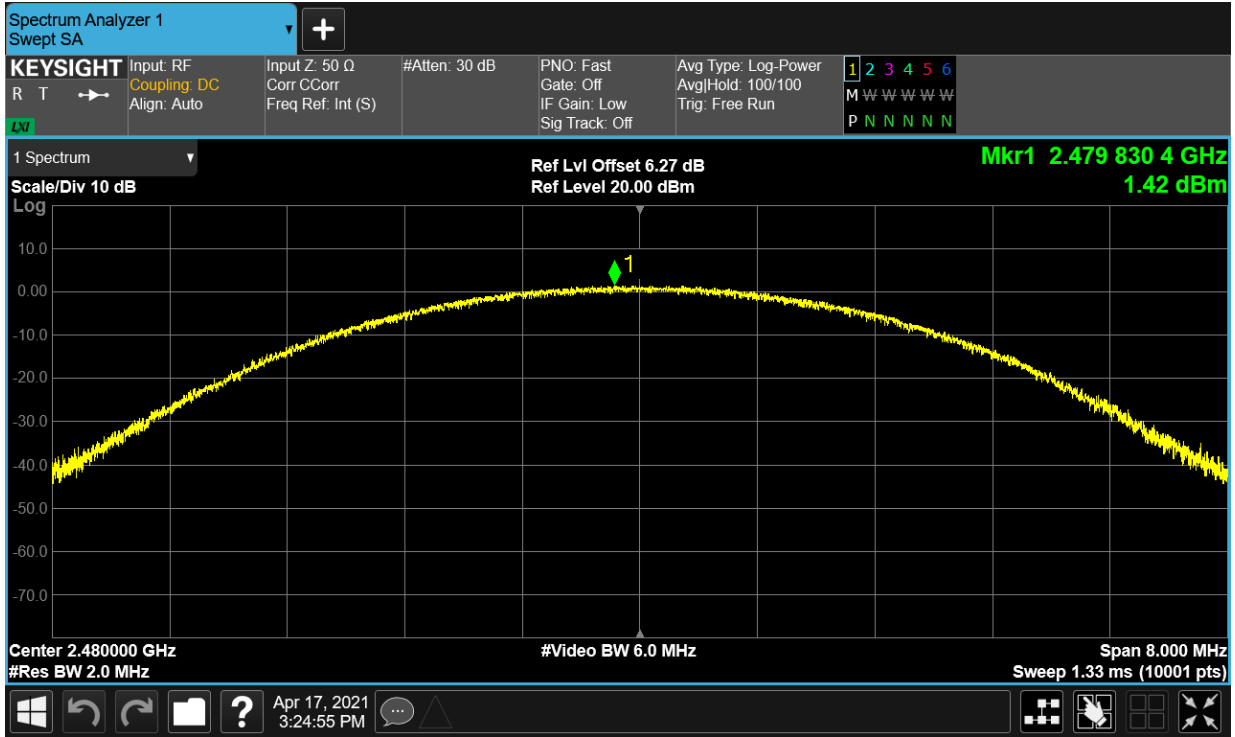 Spectrum Analyzer 1
Swept SA
KEYSIGHT
R T
LXI
Input: RF
Coupling: DC
Align: Auto
Input Z: 50 Ω
Corr CCorr
Freq Ref: Int (S)
#Atten: 30 dB
PNO: Fast
Gate: Off
IF Gain: Low
Sig Track: Off
Avg Type: Log-Power
Avg|Hold: 100/100
Trig: Free Run
1 2 3 4 5 6
M W W W W W
P N N N N N
1 Spectrum
Scale/Div 10 dB
Log
Ref Lvl Offset 6.27 dB
Ref Level 20.00 dBm
Mkr1 2.479 830 4 GHz
1.42 dBm
1
10.0
0.00
-10.0
-20.0
-30.0
-40.0
-50.0
-60.0
-70.0
Center 2.480000 GHz
#Res BW 2.0 MHz
#Video BW 6.0 MHz
Span 8.000 MHz
Sweep 1.33 ms (10001 pts)
?
Apr 17, 2021
3:24:55 PM